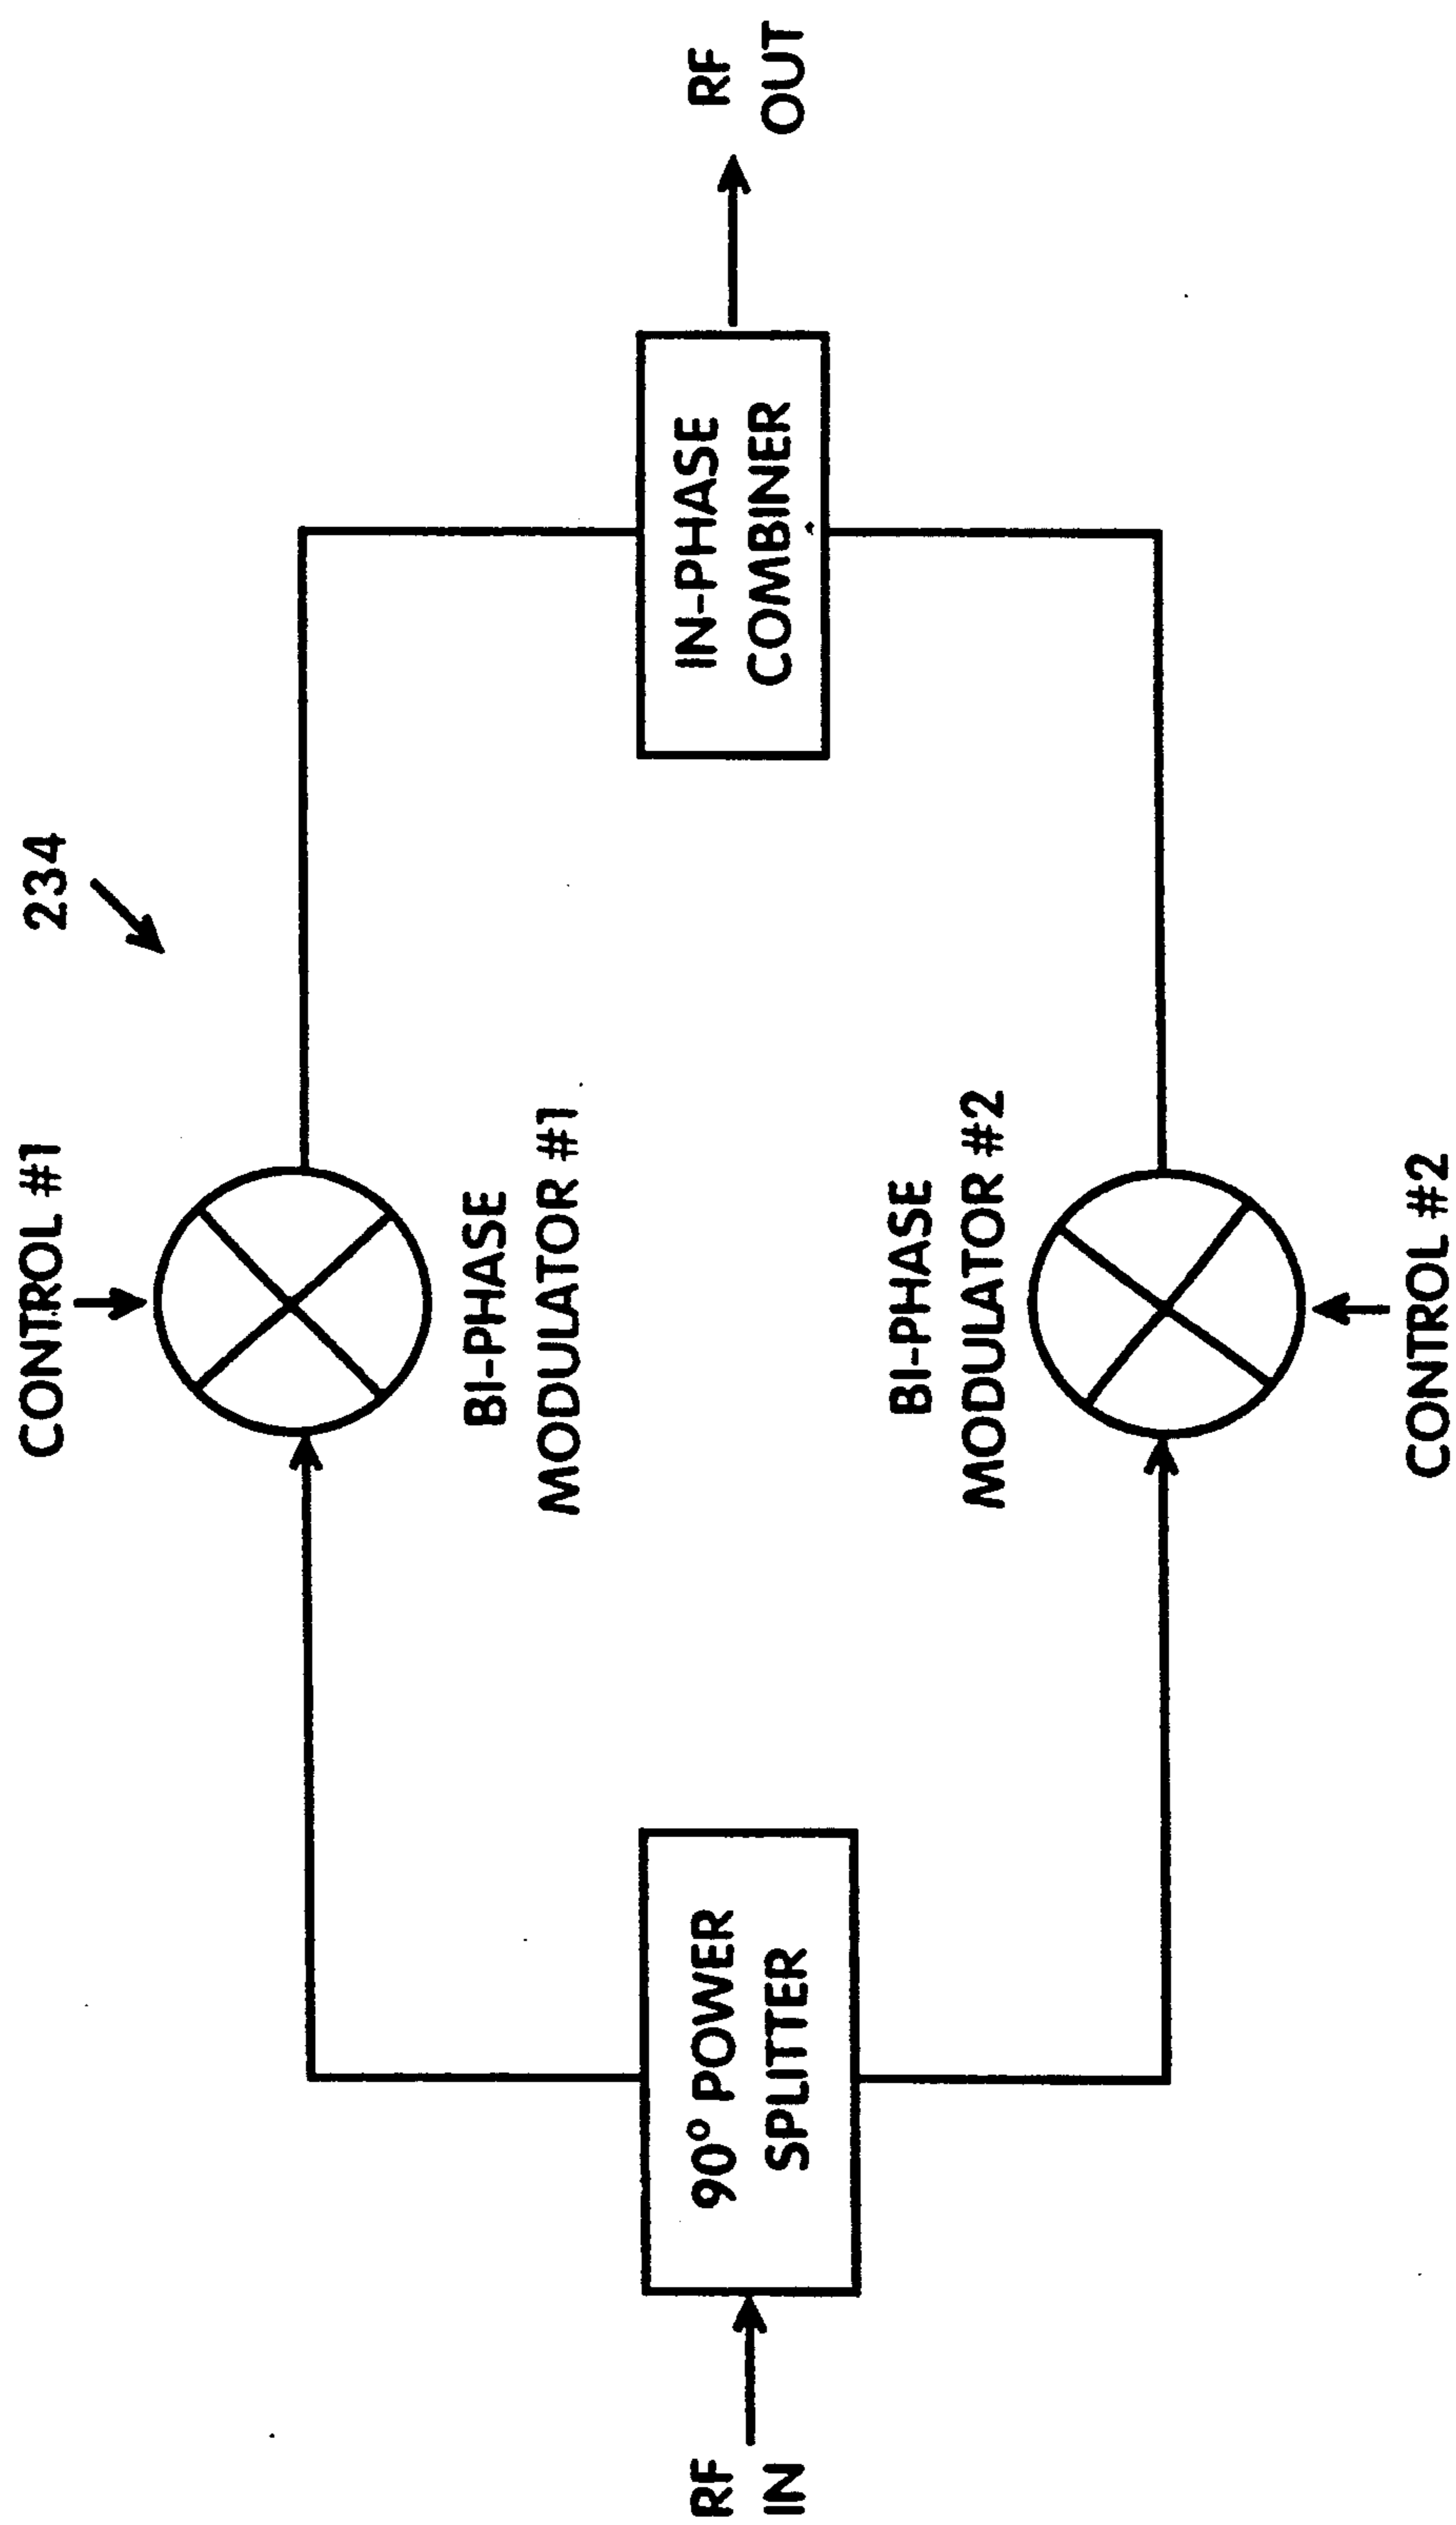 234
CONTROL #1
BI-PHASE
MODULATOR #1
RF
IN
90° POWER
SPLITTER
IN-PHASE
COMBINER
RF
OUT
BI-PHASE
MODULATOR #2
CONTROL #2